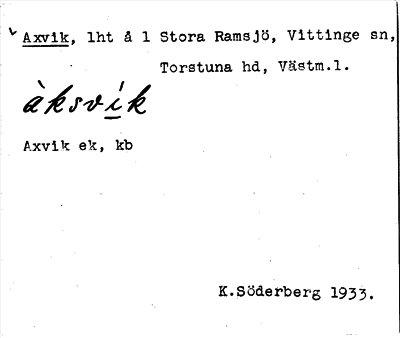 v Axvik, lht å 1 Stora Ramsjö, Vittinge sn,
Torstuna hd, Västm.l.
àksvik
Axvik ek, kb
K.Söderberg 1933.